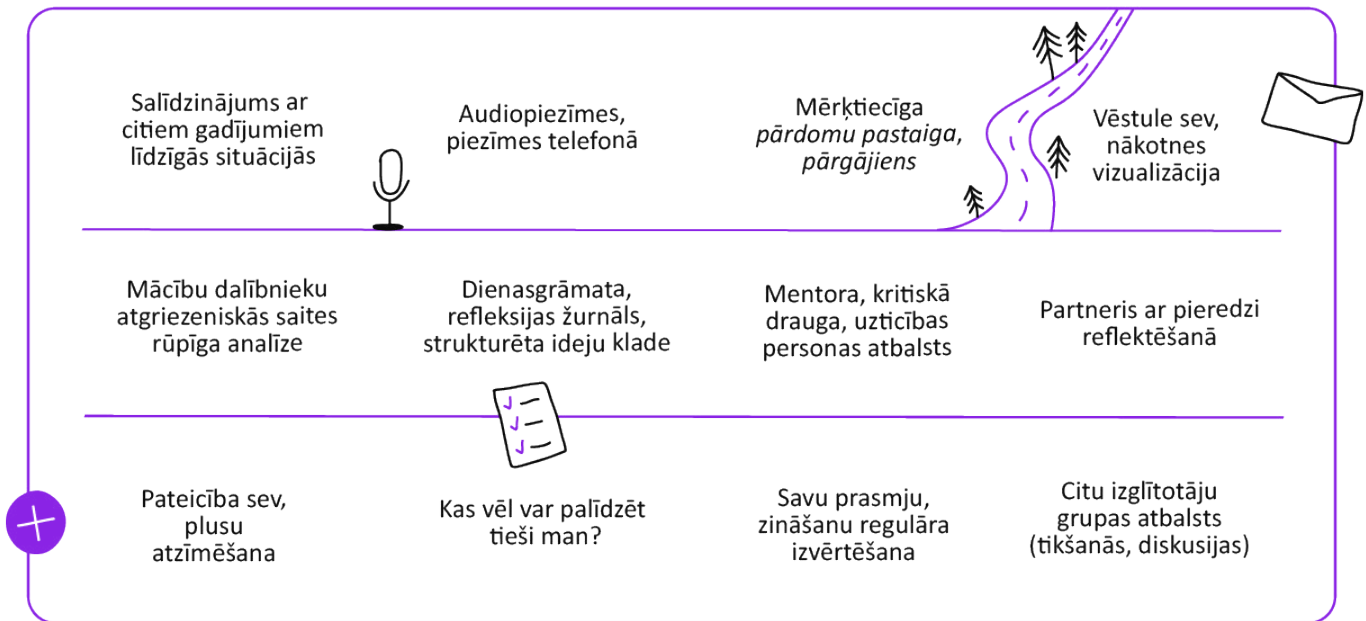 Salīdzinājums ar
citiem gadījumiem
līdzīgās situācijās
Audiopiezīmes,
piezīmes telefonā
Mērķtiecīga
pārdomu pastaiga,
pārgājiens
Vēstule sev,
nākotnes
vizualizācija
Mācību dalībnieku
atgriezeniskās saites
rūpīga analīze
Dienasgrāmata,
refleksijas žurnāls,
strukturēta ideju klade
Mentora, kritiskā
drauga, uzticības
personas atbalsts
Partneris ar pieredzi
reflektēšanā
Pateicība sev,
plusu
atzīmēšana
Kas vēl var palīdzēt
tieši man?
Savu prasmju,
zināšanu regulāra
izvērtēšana
Citu izglītotāju
grupas atbalsts
(tikšanās, diskusijas)